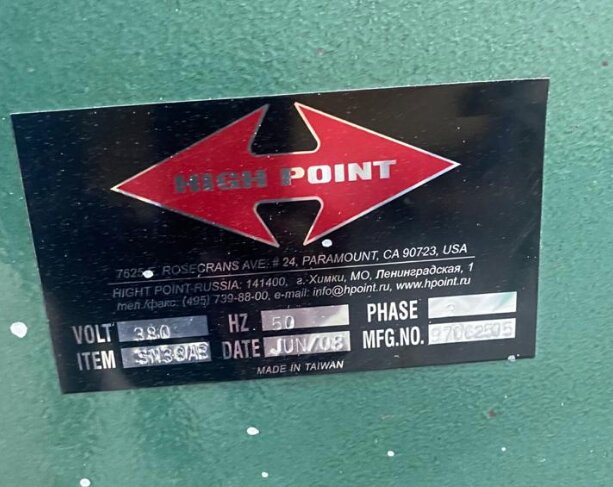 HIGH POINT
ROSECRANS AVE. # 24, PARAMOUNT, CA 90723, USA
HIGHT POINT-RUSSIA: 141400, г.-Химки, МО, Ленинградская, 1
тел./факс: (495) 739-88-00, e-mail: info@hpoint.ru, www.hpoint.ru
VOLT 380 HZ 50 PHASE
ITEM DATE JUN/08 MFG.NO.
MADE IN TAIWAN